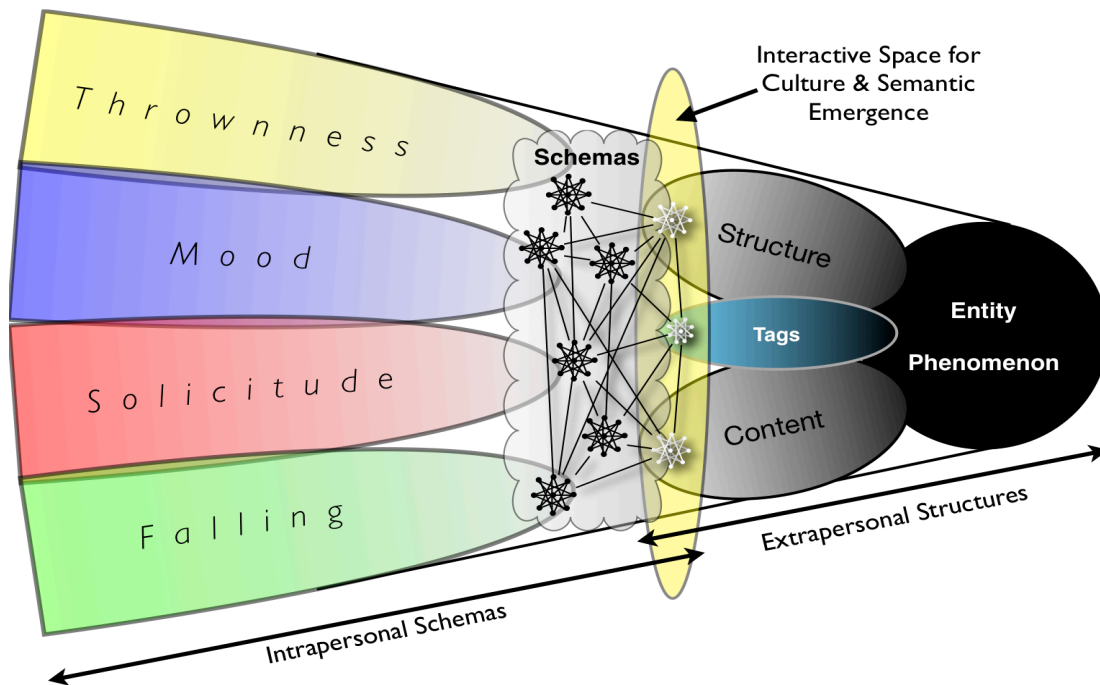 Interactive Space for
Culture & Semantic
Emergence
Thrownness
Schemas
Structure
Mood
Entity
Tags
Phenomenon
Solicitude
Content
Falling
Extrapersonal Structures
Intrapersonal Schemas